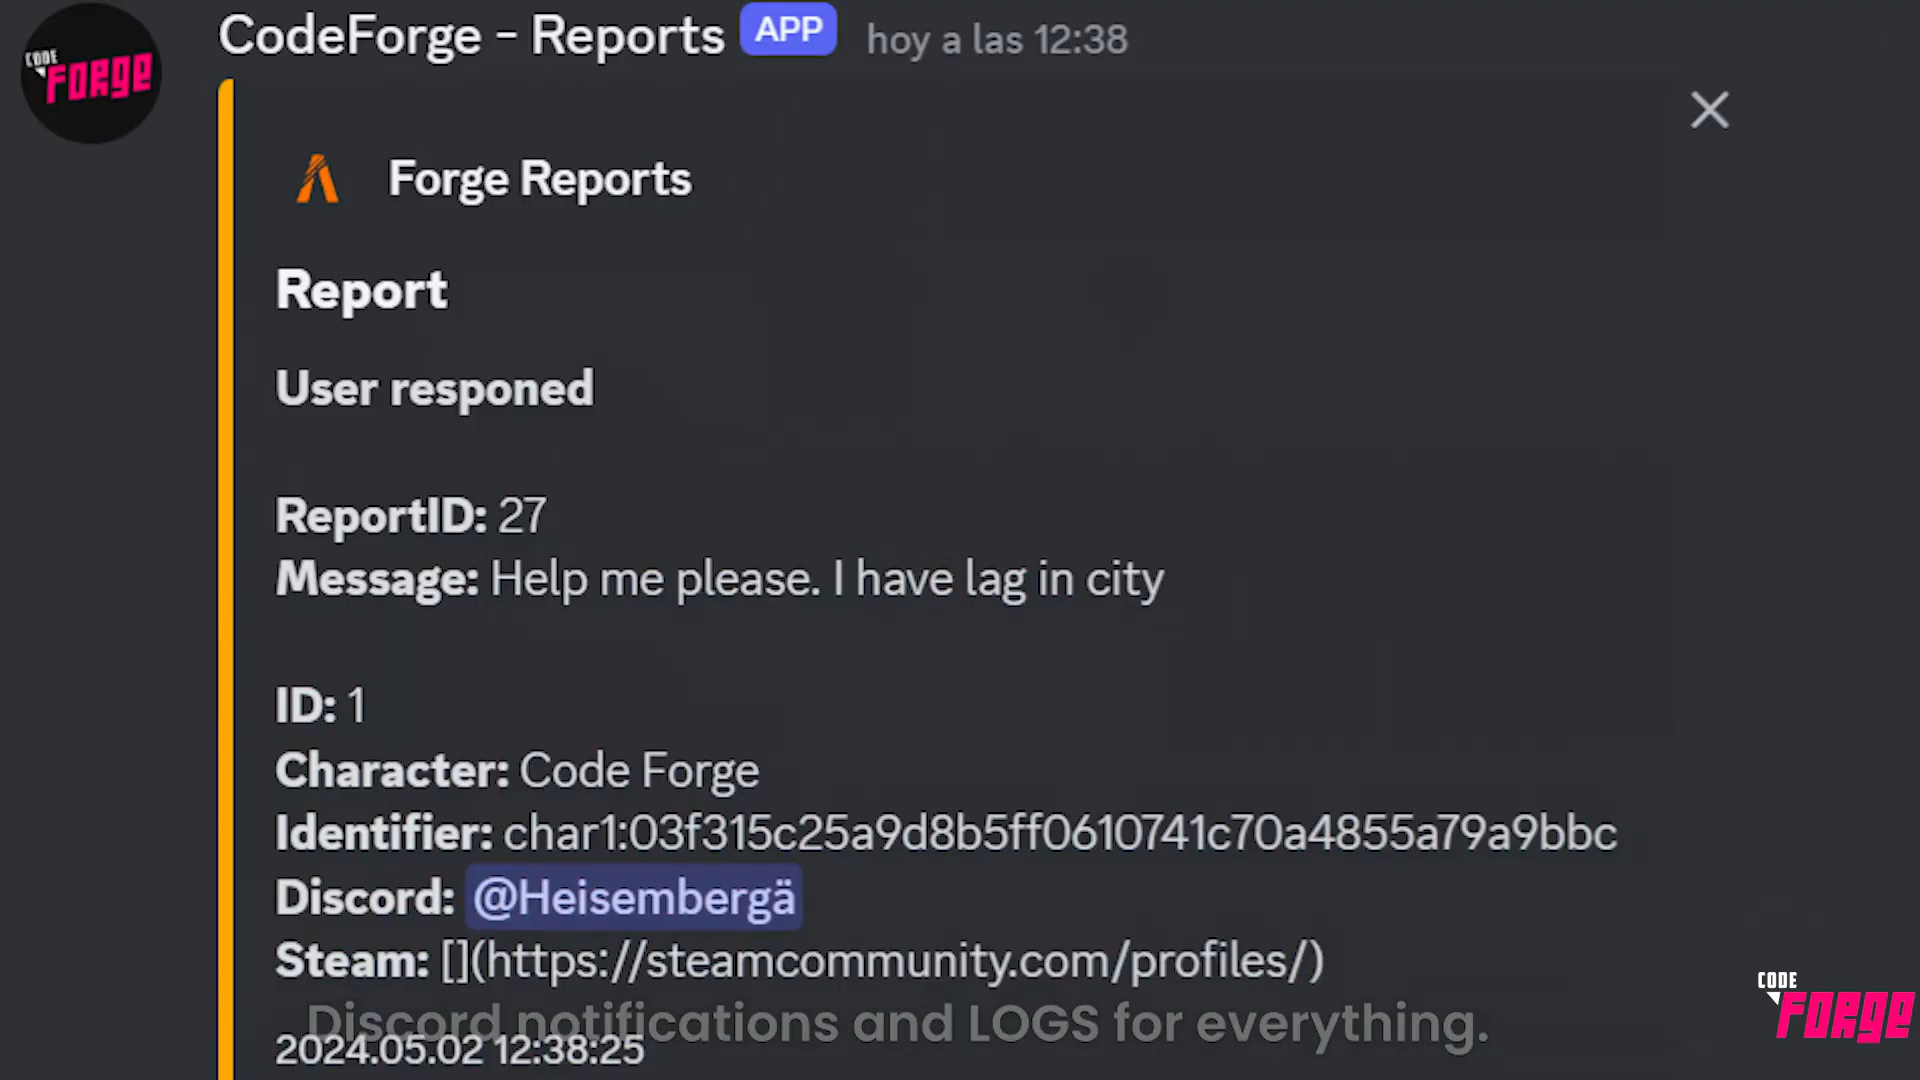 CODE
FORGE
CodeForge - Reports APP hoy a las 12:38
Forge Reports
Report
User responed
ReportID: 27
Message: Help me please. I have lag in city
ID: 1
Character: Code Forge
Identifier: char1:03f315c25a9d8b5ff0610741c70a4855a79a9bbc
Discord: @Heisembergä
Steam: [](https://steamcommunity.com/profiles/)
Discord notifications and LOGS for everything.
2024.05.02 12:38:25
CODE
FORGE